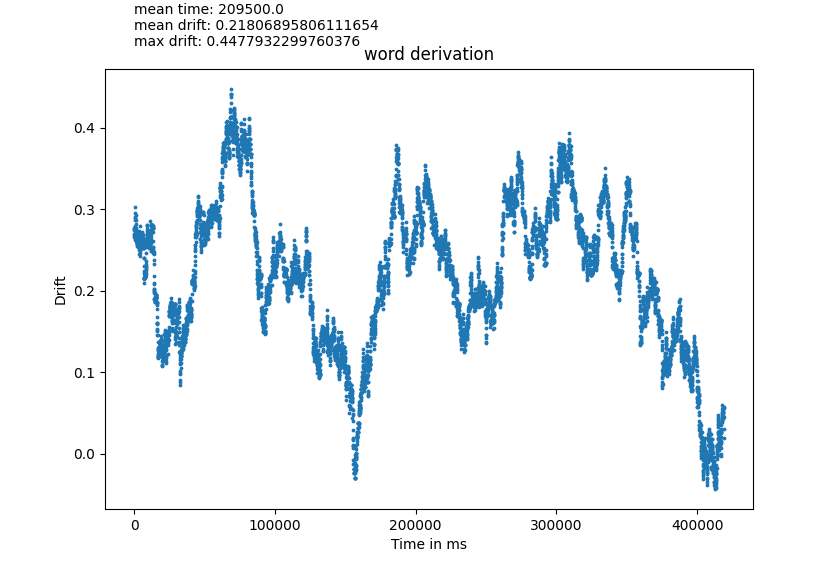 mean time: 209500.0
mean drift: 0.21806895806111654
max drift: 0.4477932299760376
word derivation
0.4
0.3
0.2
0.1
0.0
Drift
0 100000 200000 300000 400000
Time in ms